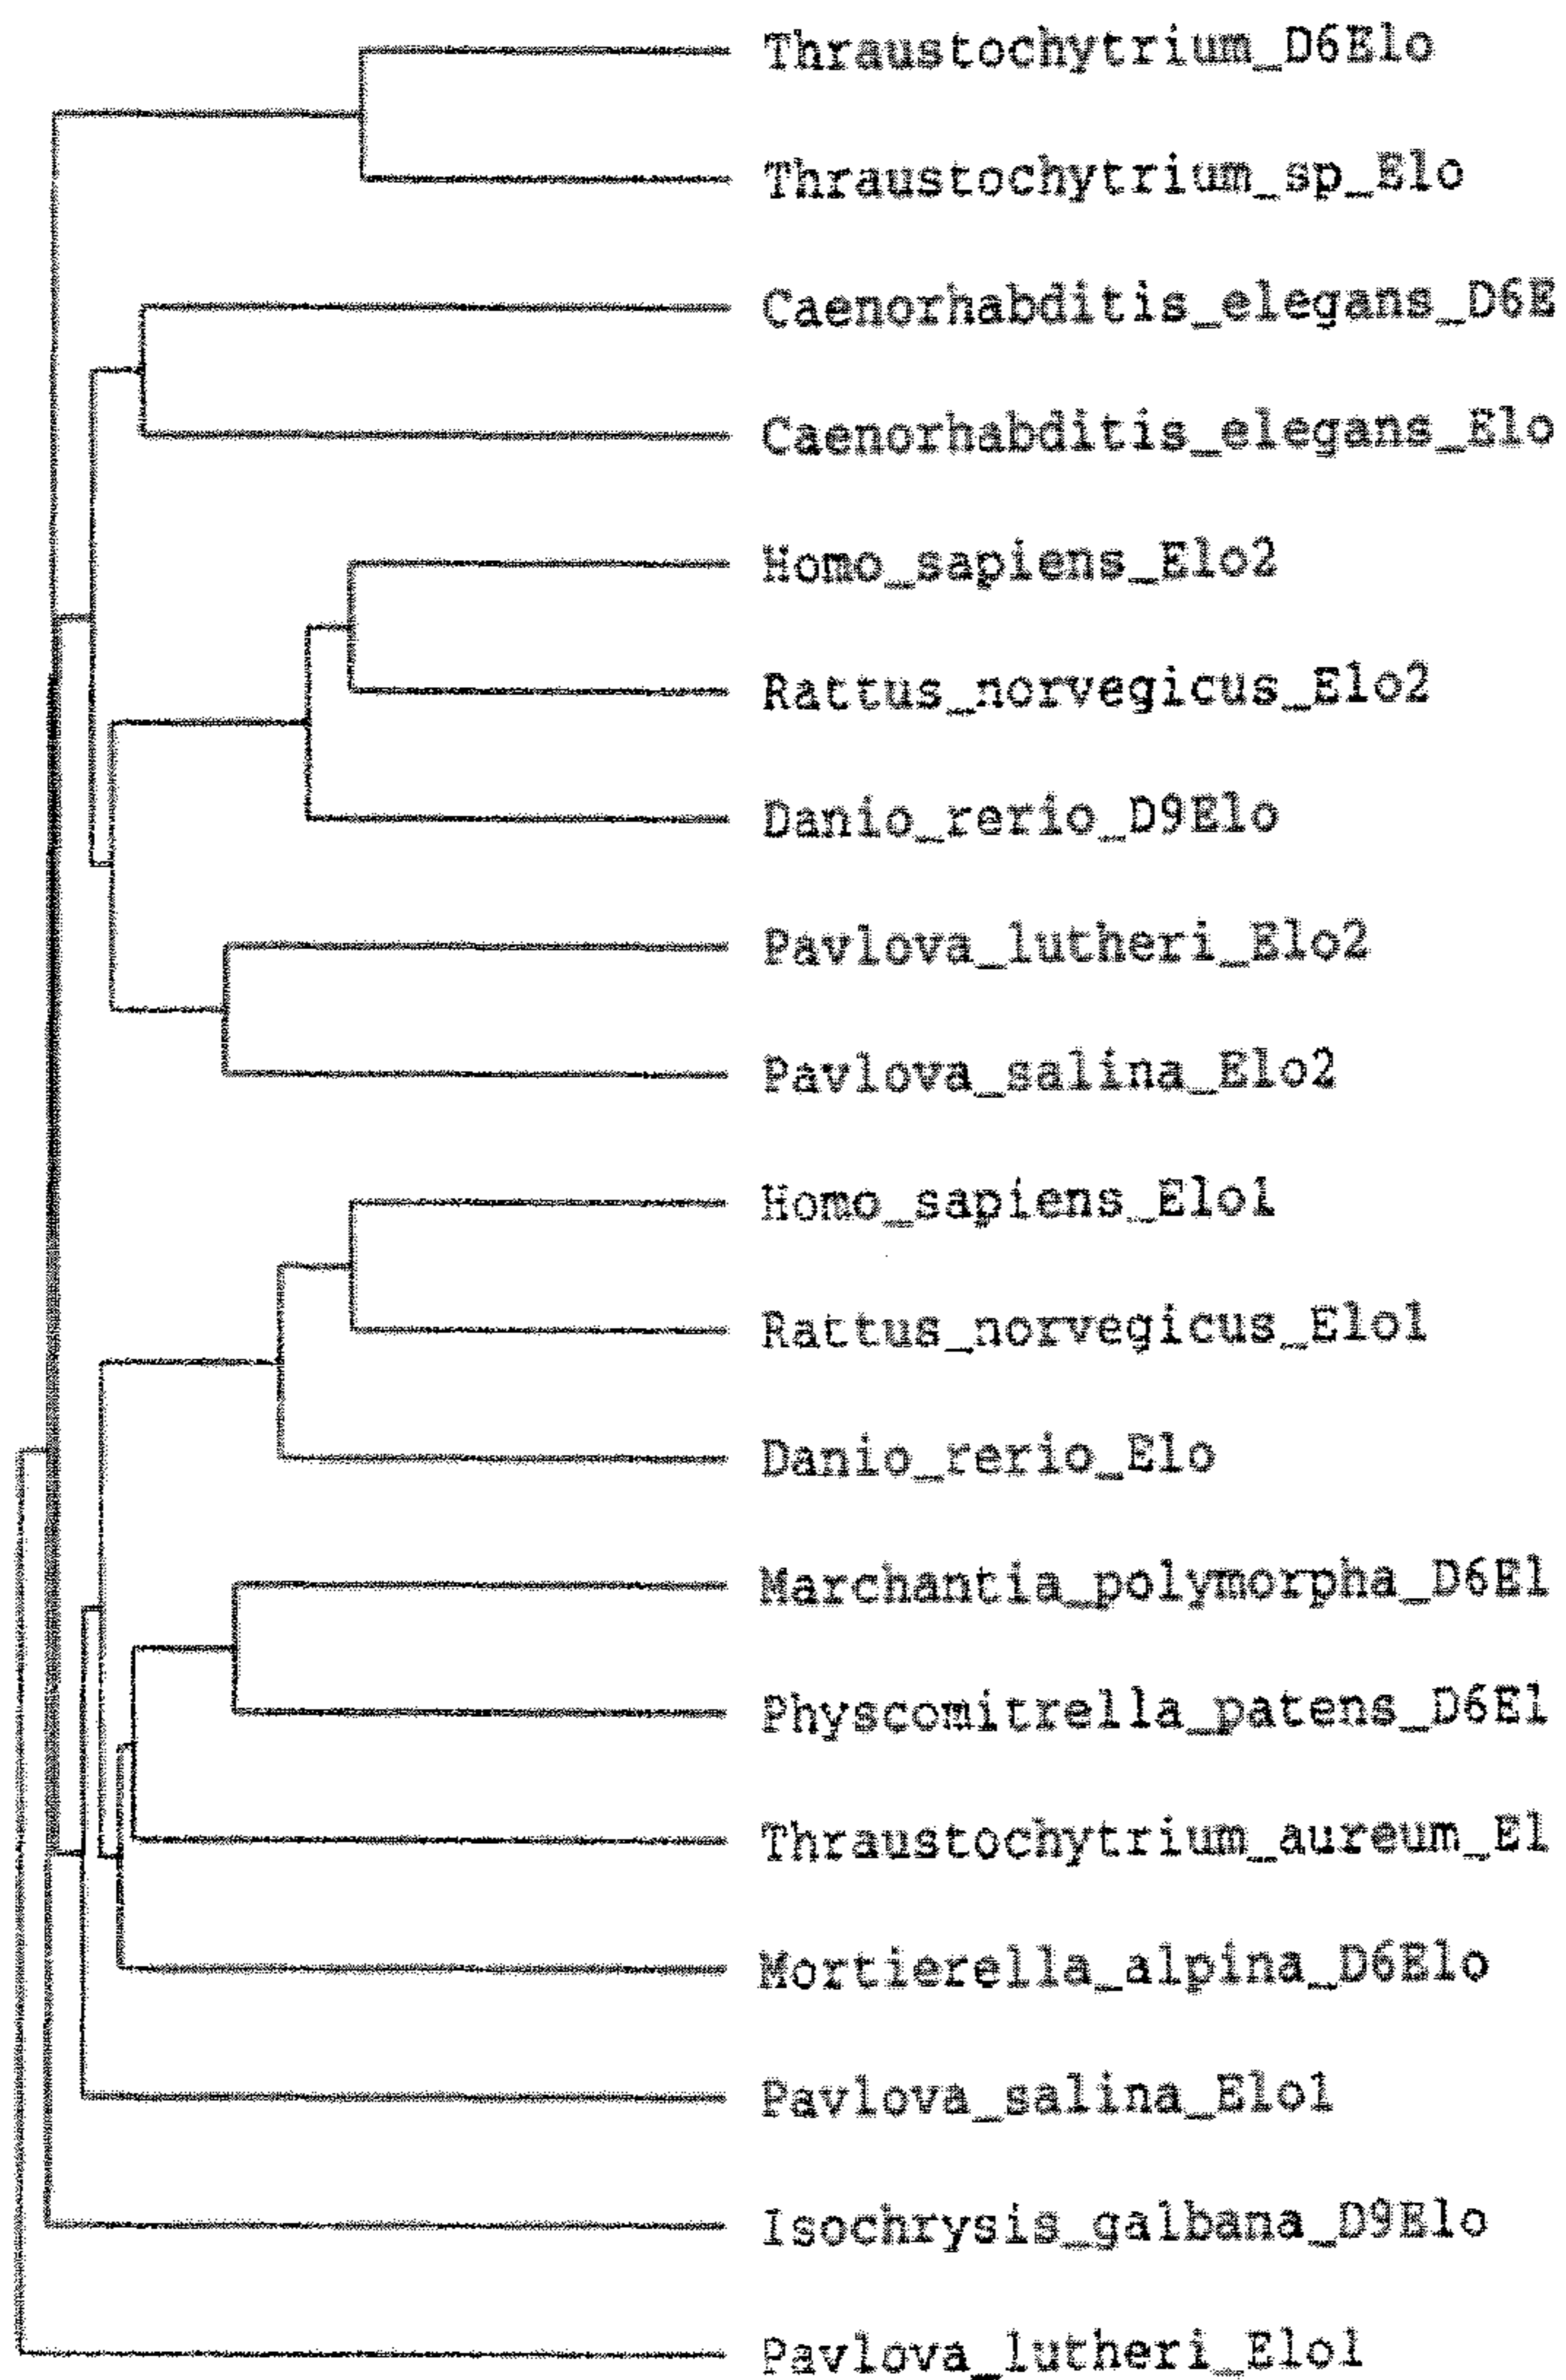 Thraustochytrium_D6Elo
Thraustochytrium_sp_Elo
Caenorhabditis_elegans_D6E
Caenorhabditis_elegans_Elo
Homo_sapiens_Elo2
Rattus_norvegicus_Elo2
Danio_rerio_D9Elo
Pavlova_lutheri_Elo2
Pavlova_salina_Elo2
Homo_sapiens_Elo1
Rattus_norvegicus_Elo1
Danio_rerio_Elo
Marchantia_polymorpha_D6El
Physcomitrella_patens_D6El
Thraustochytrium_aureum_El
Mortierella_alpina_D6Elo
Pavlova_salina_Elo1
Isochrysis_galbana_D9Elo
Pavlova_lutheri_Elo1